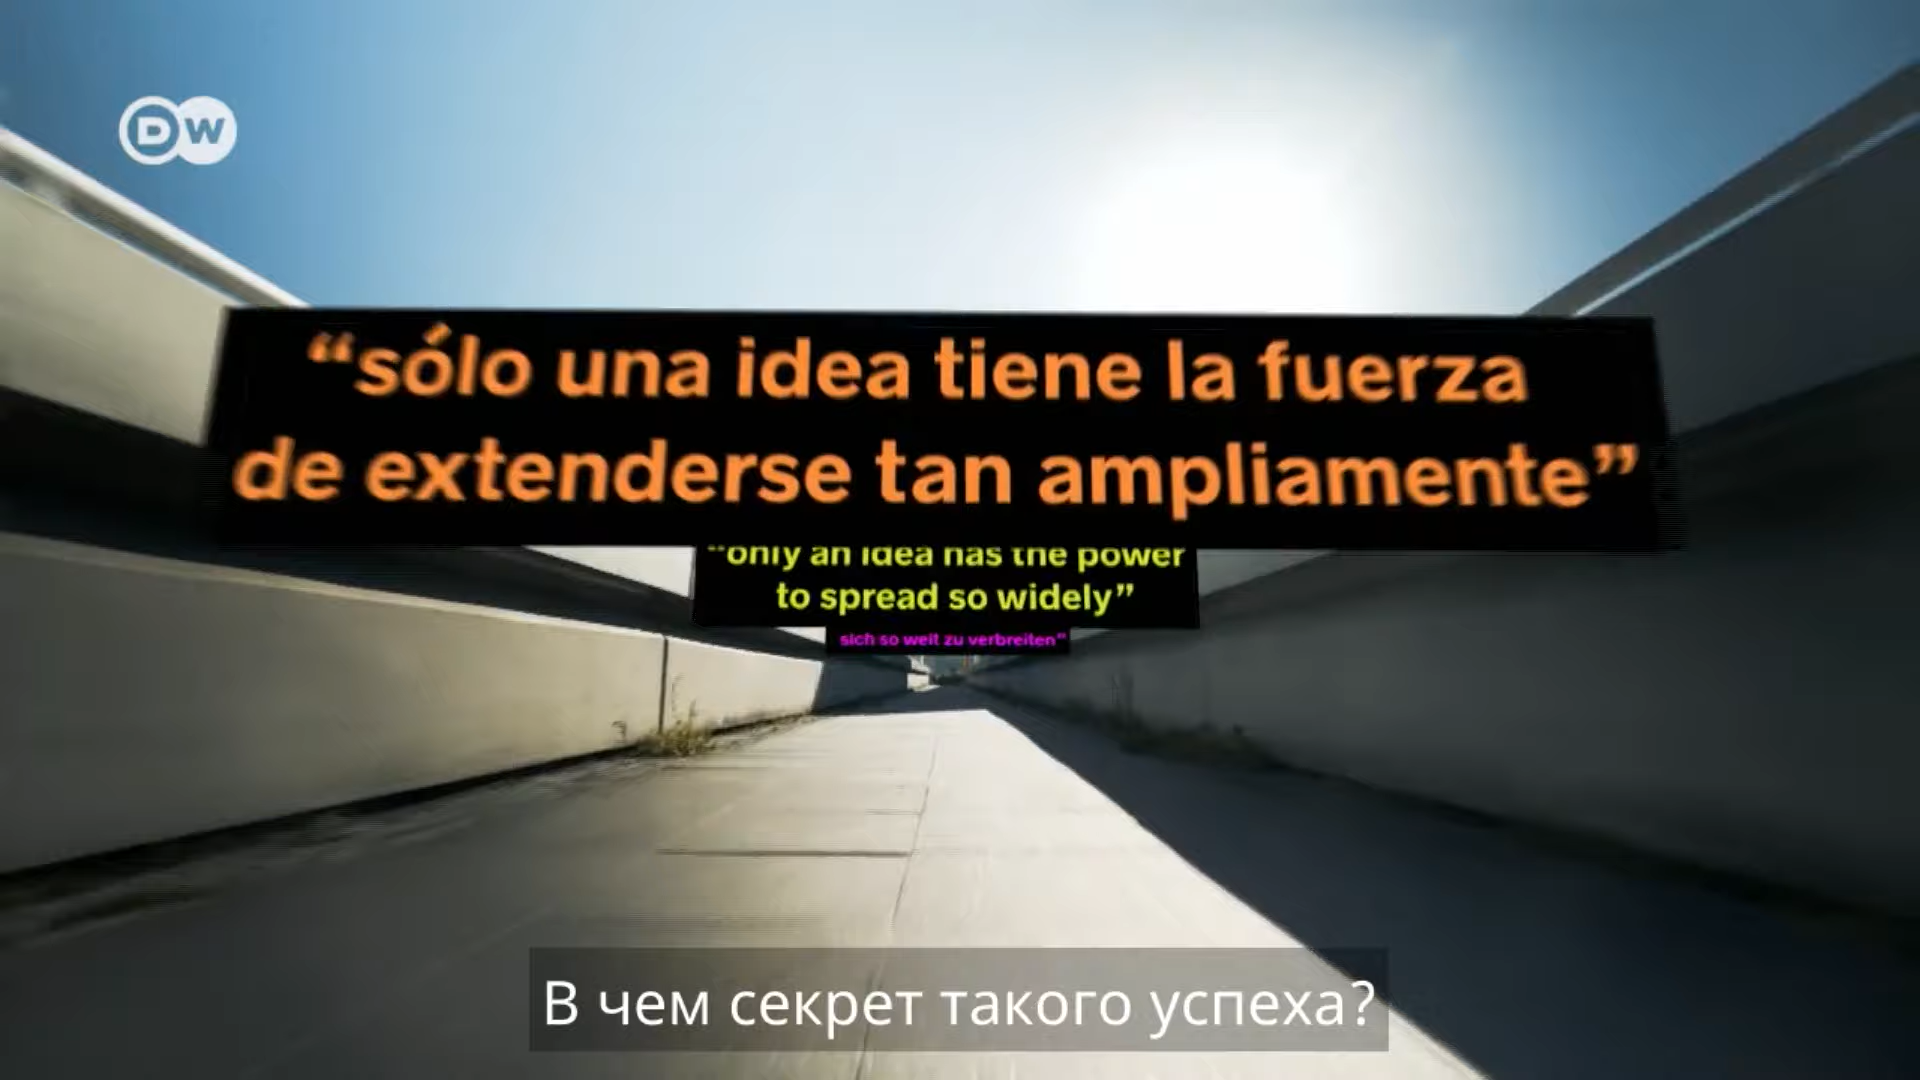 DW
“sólo una idea tiene la fuerza
de extenderse tan ampliamente”
“only an idea has the power
to spread so widely”
sich so weit zu verbreiten”
В чем секрет такого успеха?